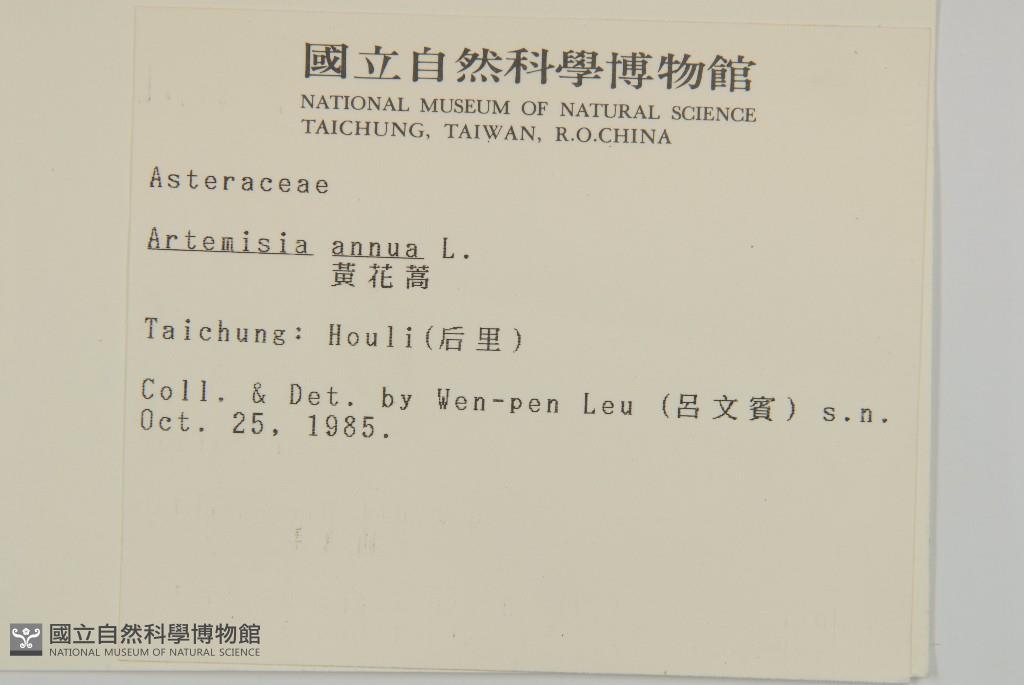 國立自然科學博物館
NATIONAL MUSEUM OF NATURAL SCIENCE
TAICHUNG, TAIWAN, R.O.CHINA
Asteraceae
Artemisia annua L.
黃花蒿
Taichung: Houli(后里)
Coll. & Det. by Wen-pen Leu (呂文賓) s.n.
Oct. 25, 1985.
國立自然科學博物館
NATIONAL MUSEUM OF NATURAL SCIENCE